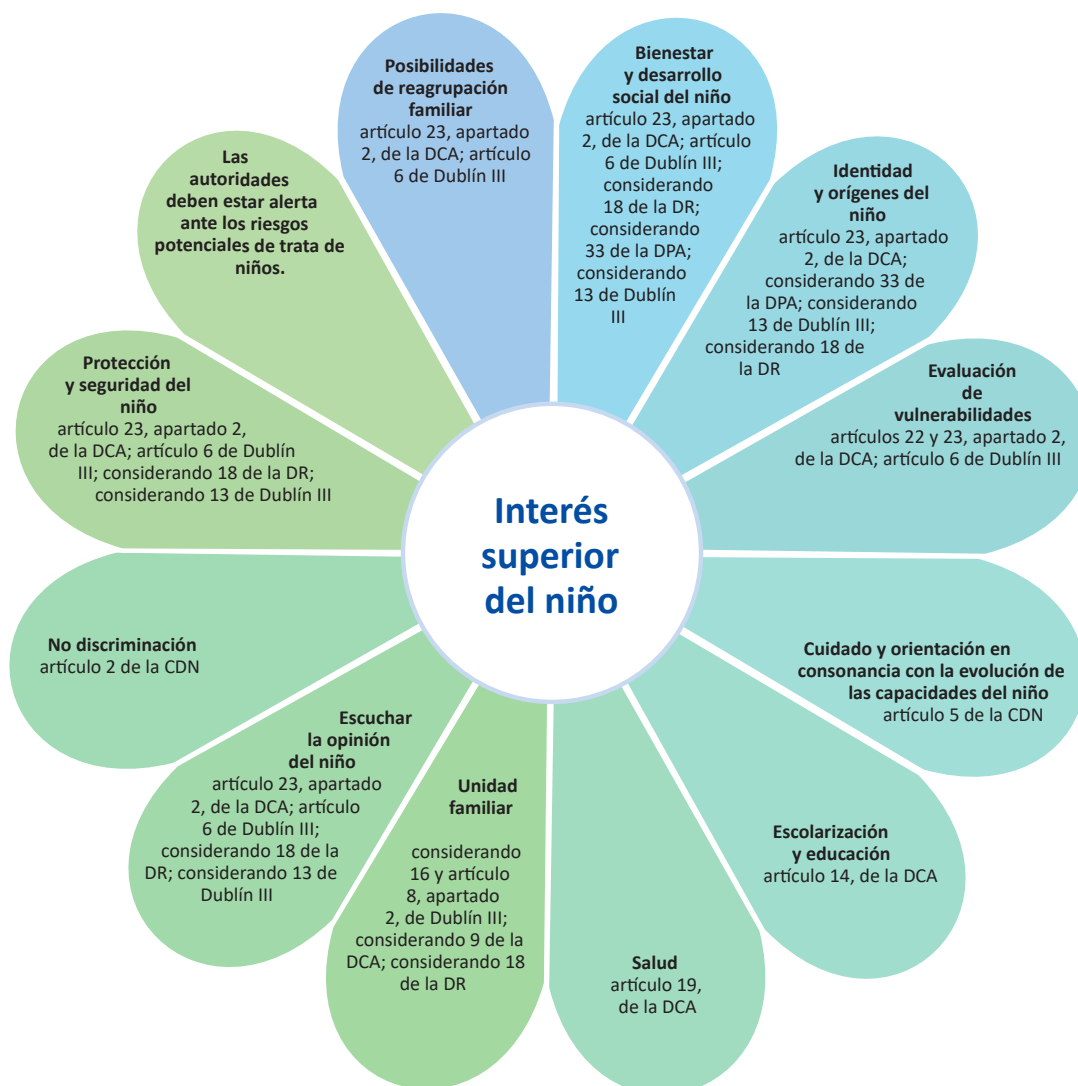 Posibilidades
de reagrupación
familiar
artículo 23, apartado
2, de la DCA; artículo
6 de Dublín III
Bienestar
y desarrollo
social del niño
artículo 23, apartado
2, de la DCA; artículo
6 de Dublín III;
considerando
18 de la DR;
considerando
33 de la DPA;
considerando
13 de Dublín
III
Identidad
y orígenes del
niño
artículo 23, apartado
2, de la DCA;
considerando 33 de
la DPA; considerando
13 de Dublín III;
considerando 18 de
la DR
Evaluación
de
vulnerabilidades
artículos 22 y 23, apartado 2,
de la DCA; artículo 6 de Dublín III
Cuidado y orientación en
consonancia con la evolución de
las capacidades del niño
artículo 5 de la CDN
Escolarización
y educación
artículo 14, de la DCA
Salud
artículo 19,
de la DCA
Unidad
familiar
considerando
16 y artículo
8, apartado
2, de Dublín III;
considerando 9 de la
DCA; considerando 18
de la DR
Escuchar
la opinión
del niño
artículo 23, apartado
2, de la DCA; artículo
6 de Dublín III;
considerando 18 de la
DR; considerando 13 de
Dublín III
No discriminación
artículo 2 de la CDN
Protección
y seguridad del
niño
artículo 23, apartado 2,
de la DCA; artículo 6 de Dublín
III; considerando 18 de la DR;
considerando 13 de Dublín III
Las
autoridades
deben estar alerta
ante los riesgos
potenciales de trata de
niños.
Interés
superior
del niño